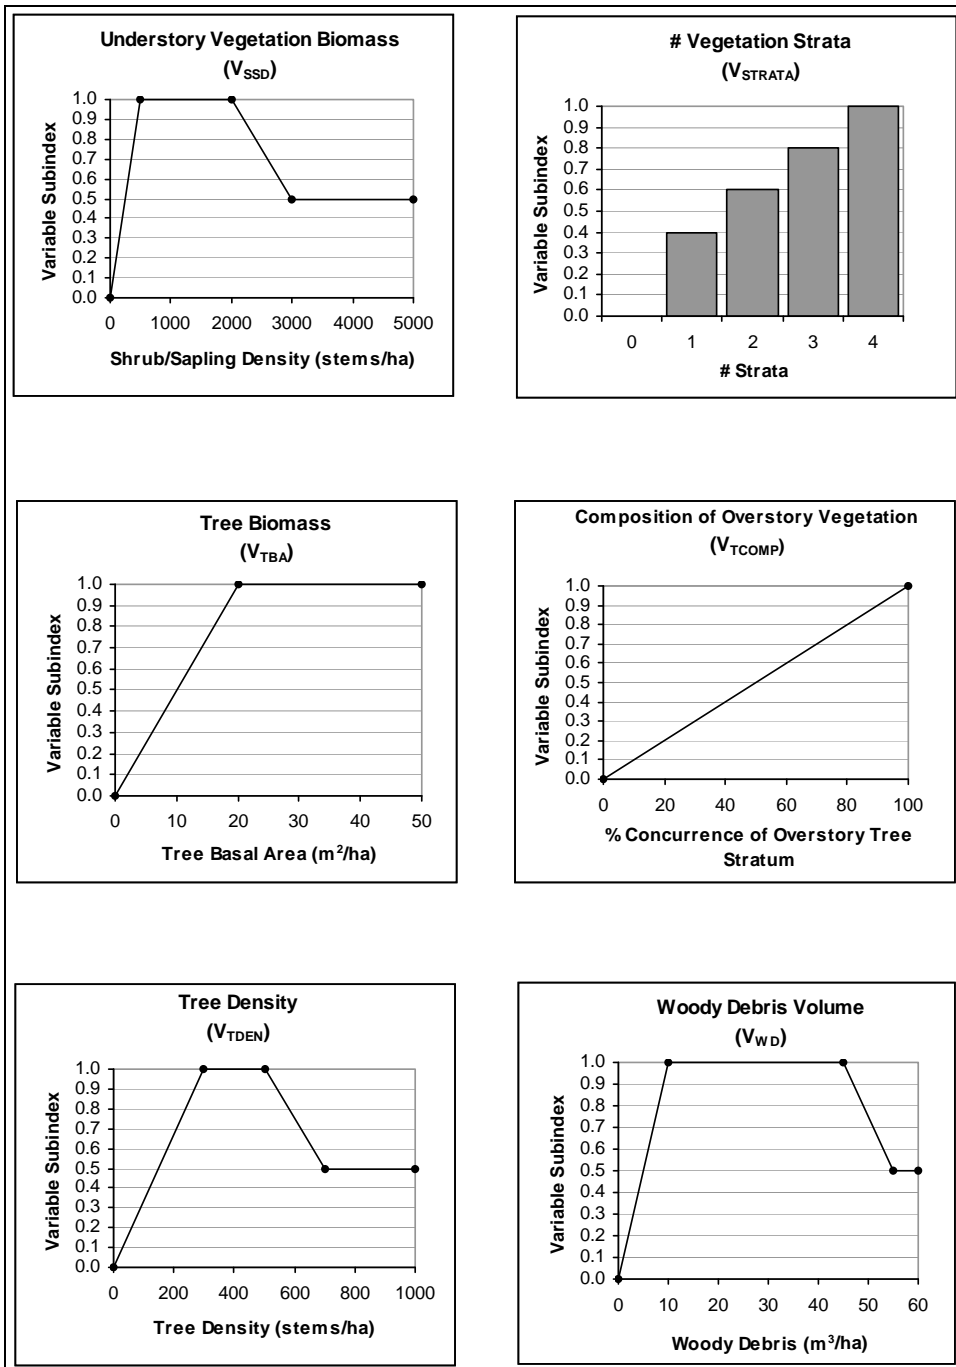 Understory Vegetation Biomass
(VSSD)
1.0
0.9
0.8
0.7
0.6
0.5
0.4
0.3
0.2
0.1
0.0
Variable Subindex
0 1000 2000 3000 4000 5000
Shrub/Sapling Density (stems/ha)
# Vegetation Strata
(VSTRATA)
1.0
0.9
0.8
0.7
0.6
0.5
0.4
0.3
0.2
0.1
0.0
Variable Subindex
0 1 2 3 4
# Strata
Tree Biomass
(VTBA)
1.0
0.9
0.8
0.7
0.6
0.5
0.4
0.3
0.2
0.1
0.0
Variable Subindex
0 10 20 30 40 50
Tree Basal Area (m²/ha)
Composition of Overstory Vegetation
(VTCOMP)
1.0
0.9
0.8
0.7
0.6
0.5
0.4
0.3
0.2
0.1
0.0
Variable Subindex
0 20 40 60 80 100
% Concurrence of Overstory Tree
Stratum
Tree Density
(VTDEN)
1.0
0.9
0.8
0.7
0.6
0.5
0.4
0.3
0.2
0.1
0.0
Variable Subindex
0 200 400 600 800 1000
Tree Density (stems/ha)
Woody Debris Volume
(VWD)
1.0
0.9
0.8
0.7
0.6
0.5
0.4
0.3
0.2
0.1
0.0
Variable Subindex
0 10 20 30 40 50 60
Woody Debris (m³/ha)